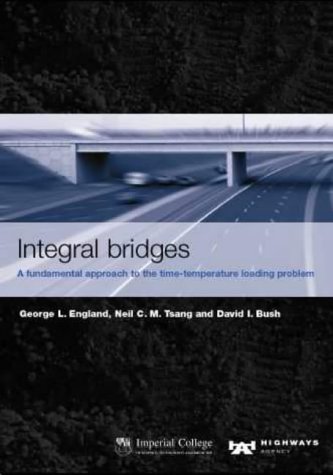 Integral bridges
A fundamental approach to the time-temperature loading problem
George L. England, Neil C. M. Tsang and David I. Bush
Imperial College
HIGHWAYS
AGENCY